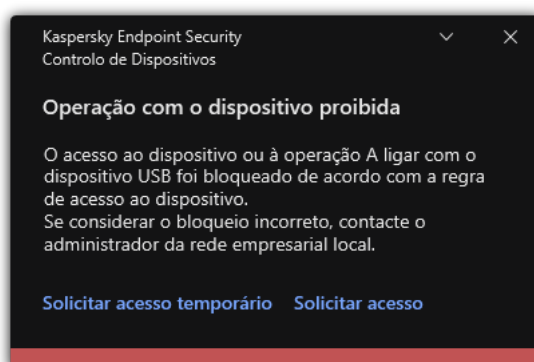 Kaspersky Endpoint Security
Controlo de Dispositivos
Operação com o dispositivo proibida
O acesso ao dispositivo ou à operação A ligar com o
dispositivo USB foi bloqueado de acordo com a regra
de acesso ao dispositivo.
Se considerar o bloqueio incorreto, contacte o
administrador da rede empresarial local.
Solicitar acesso temporário Solicitar acesso